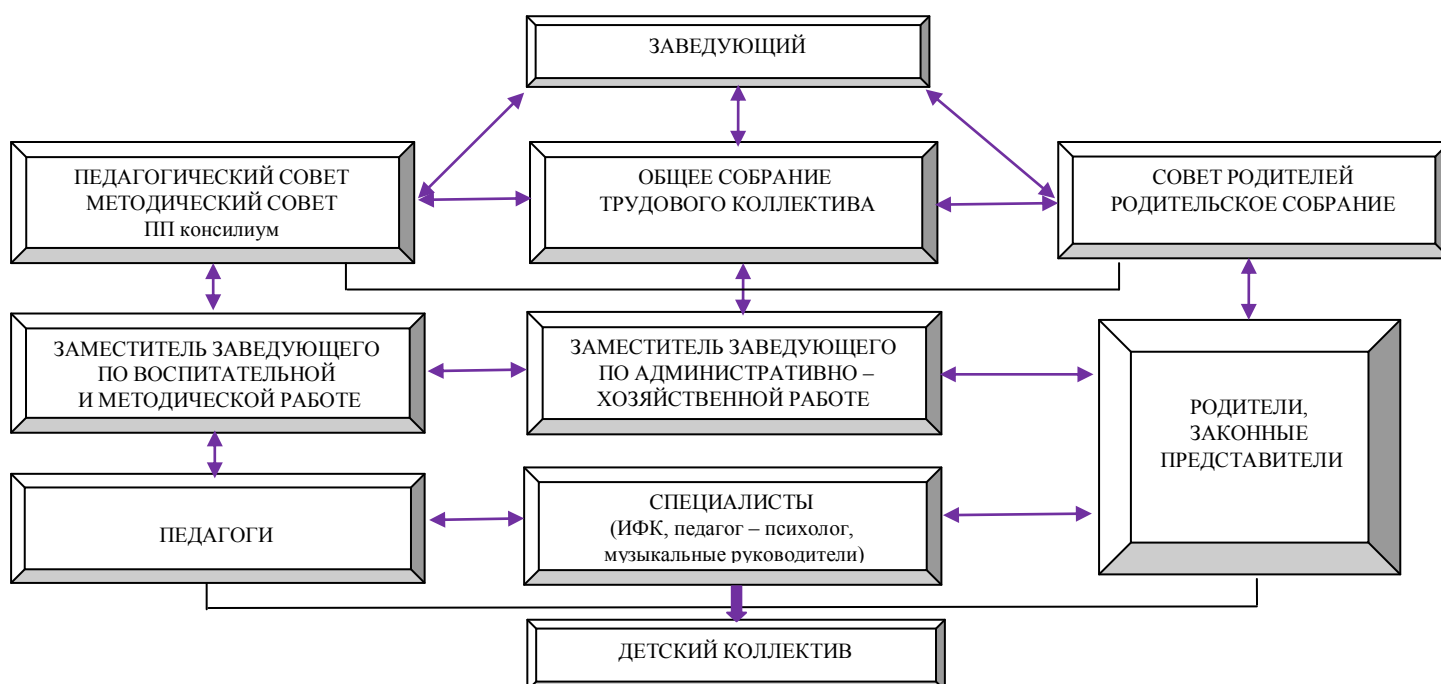 ЗАВЕДУЮЩИЙ
ПЕДАГОГИЧЕСКИЙ СОВЕТ
МЕТОДИЧЕСКИЙ СОВЕТ
ПП консилиум
ОБЩЕЕ СОБРАНИЕ
ТРУДОВОГО КОЛЛЕКТИВА
СОВЕТ РОДИТЕЛЕЙ
РОДИТЕЛЬСКОЕ СОБРАНИЕ
ЗАМЕСТИТЕЛЬ ЗАВЕДУЮЩЕГО
ПО ВОСПИТАТЕЛЬНОЙ
И МЕТОДИЧЕСКОЙ РАБОТЕ
ЗАМЕСТИТЕЛЬ ЗАВЕДУЮЩЕГО
ПО АДМИНИСТРАТИВНО –
ХОЗЯЙСТВЕННОЙ РАБОТЕ
РОДИТЕЛИ,
ЗАКОННЫЕ
ПРЕДСТАВИТЕЛИ
ПЕДАГОГИ
СПЕЦИАЛИСТЫ
(ИФК, педагог – психолог,
музыкальные руководители)
ДЕТСКИЙ КОЛЛЕКТИВ